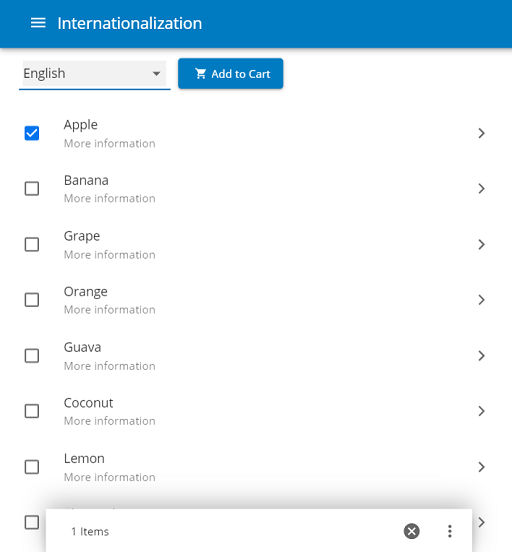 Internationalization
English
Add to Cart
Apple
More information
Banana
More information
Grape
More information
Orange
More information
Guava
More information
Coconut
More information
Lemon
More information
1 Items